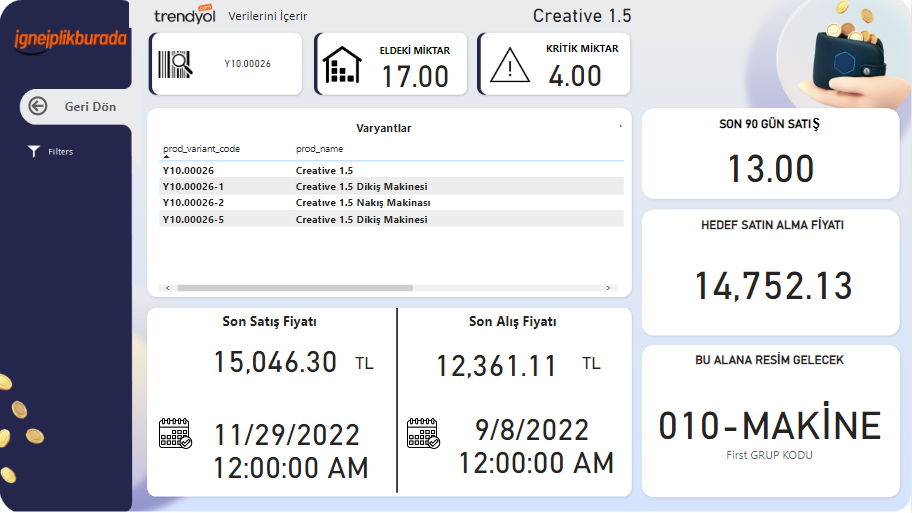 ignejplikburada
Geri Dön
Filters
trendyol
.com
Verilerini İçerir
Creative 1.5
Y10.00026
ELDEKİ MİKTAR
17.00
KRİTİK MİKTAR
4.00
Varyantlar
prod_variant_code prod_name
Y10.00026 Creative 1.5
Y10.00026-1 Creative 1.5 Dikiş Makinesi
Y10.00026-2 Creative 1.5 Nakış Makinası
Y10.00026-5 Creative 1.5 Dikiş Makinesi
Son Satış Fiyatı
15,046.30 TL
11/29/2022
12:00:00 AM
Son Alış Fiyatı
12,361.11 TL
9/8/2022
12:00:00 AM
SON 90 GÜN SATIŞ
13.00
HEDEF SATIN ALMA FİYATI
14,752.13
BU ALANA RESİM GELECEK
010-MAKİNE
First GRUP KODU